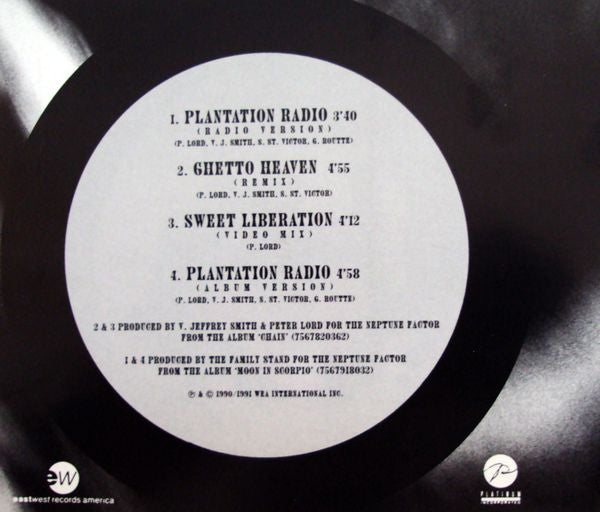 1. PLANTATION RADIO 3'40
(RADIO VERSION)
(P. LORD, V. J. SMITH, S. ST. VICTOR, G. ROUTTE)
2. GHETTO HEAVEN 4'55
(REMIX)
(P. LORD, V. J. SMITH, S. ST. VICTOR)
3. SWEET LIBERATION 4'12
(VIDEO MIX)
(P. LORD)
4. PLANTATION RADIO 4'58
(ALBUM VERSION)
(P. LORD, V. J. SMITH, S. ST. VICTOR, G. ROUTTE)
2 & 3 PRODUCED BY V. JEFFREY SMITH & PETER LORD FOR THE NEPTUNE FACTOR
FROM THE ALBUM 'CHAIN' (7567820362)
1 & 4 PRODUCED BY THE FAMILY STAND FOR THE NEPTUNE FACTOR
FROM THE ALBUM 'MOON IN SCORPIO' (7567918032)
℗ & © 1990/1991 WEA INTERNATIONAL INC.
ew
eastwest records america
PLATINUM